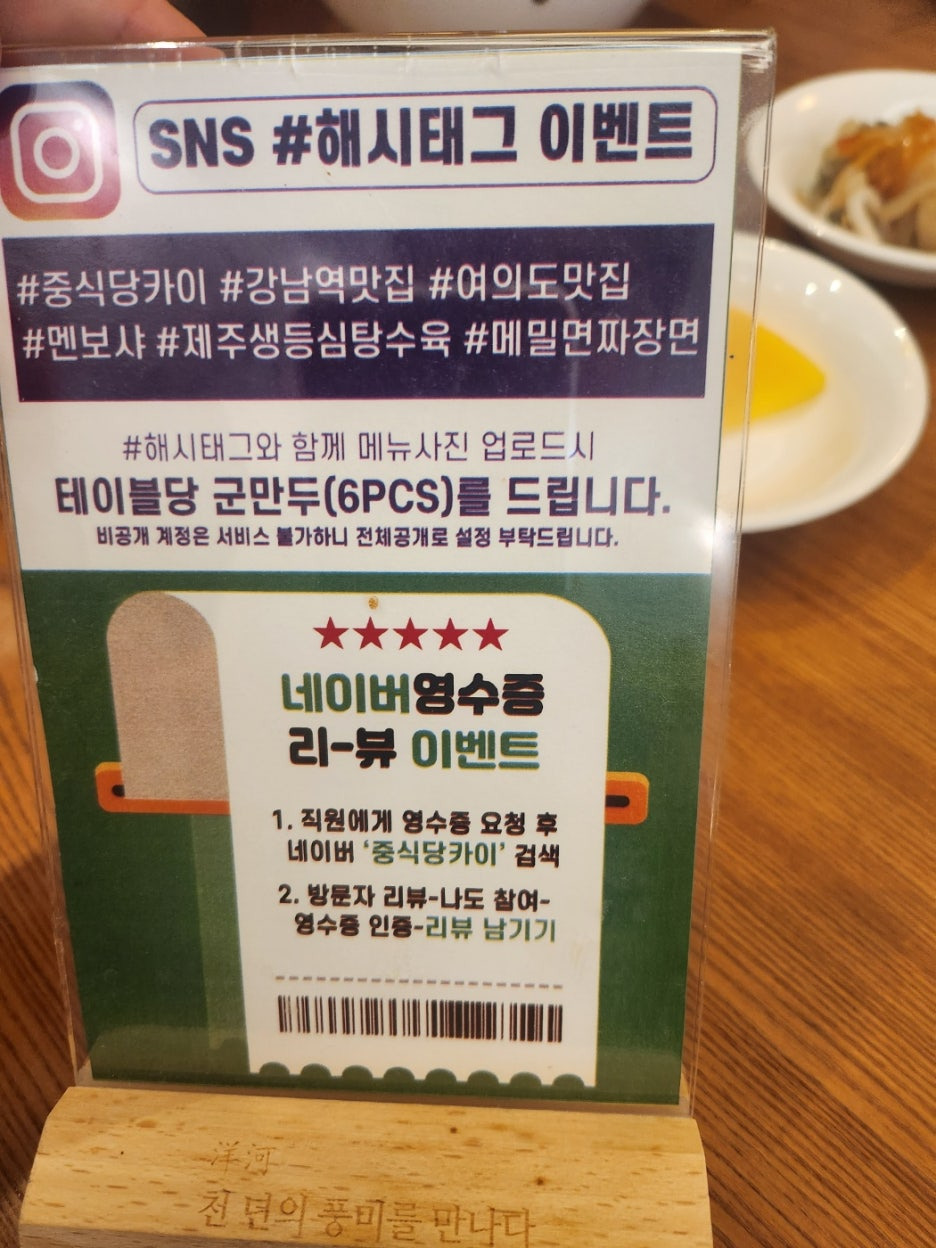 SNS #해시태그 이벤트
#중식당카이 #강남역맛집 #여의도맛집
#멘보샤 #제주생등심탕수육 #메밀면짜장면
#해시태그와 함께 메뉴사진 업로드시
테이블당 군만두(6PCS)를 드립니다.
비공개 계정은 서비스 불가하니 전체공개로 설정 부탁드립니다.
네이버영수증
리-뷰 이벤트
1. 직원에게 영수증 요청 후
네이버 '중식당카이' 검색
2. 방문자 리뷰-나도 참여-
영수증 인증-리뷰 남기기
洋河
천 년의 풍미를 만나다